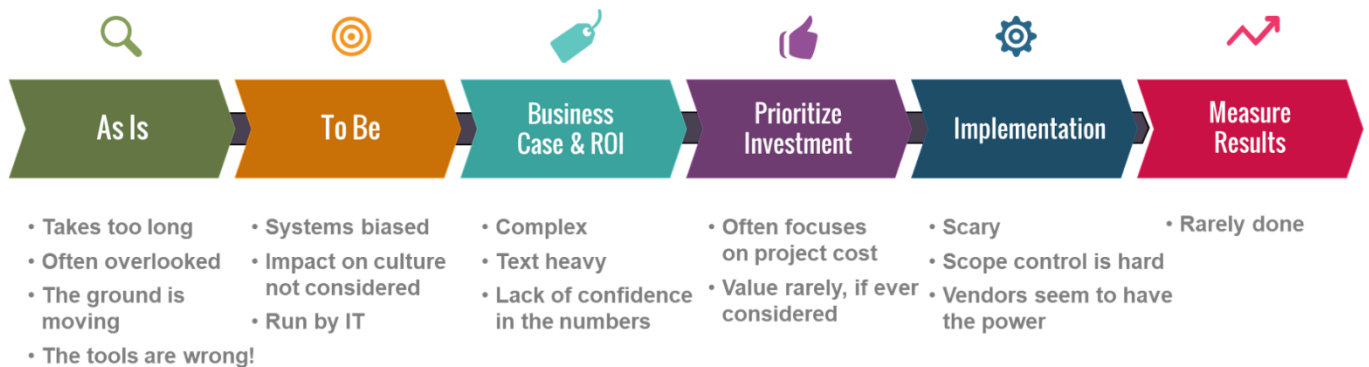 As Is
To Be
Business
Case & ROI
Prioritize
Investment
Implementation
Measure
Results
• Takes too long
• Often overlooked
• The ground is
moving
• The tools are wrong!
• Systems biased
• Impact on culture
not considered
• Run by IT
• Complex
• Text heavy
• Lack of confidence
in the numbers
• Often focuses
on project cost
• Value rarely, if ever
considered
• Scary
• Scope control is hard
• Vendors seem to have
the power
• Rarely done